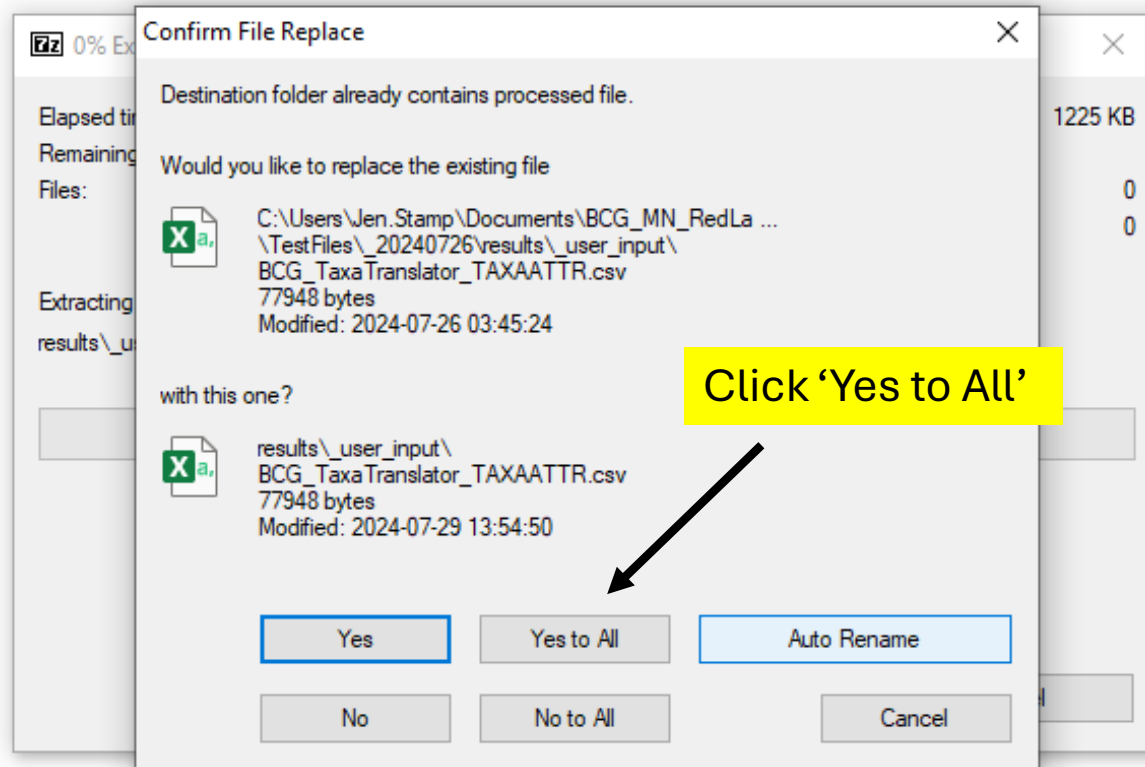 7z 0% Ex
Confirm File Replace
Destination folder already contains processed file.
Elapsed ti
1225 KB
Remaining
Would you like to replace the existing file
Files:
0
0
C:\Users\Jen.Stamp\Documents\BCG_MN_RedLa ...
\TestFiles\_20240726\results\_user_input\
BCG_TaxaTranslator_TAXAATTR.csv
77948 bytes
Modified: 2024-07-26 03:45:24
Extracting
results\_u
Click ‘Yes to All’
with this one?
results\_user_input\
BCG_TaxaTranslator_TAXAATTR.csv
77948 bytes
Modified: 2024-07-29 13:54:50
Yes
Yes to All
Auto Rename
No
No to All
Cancel